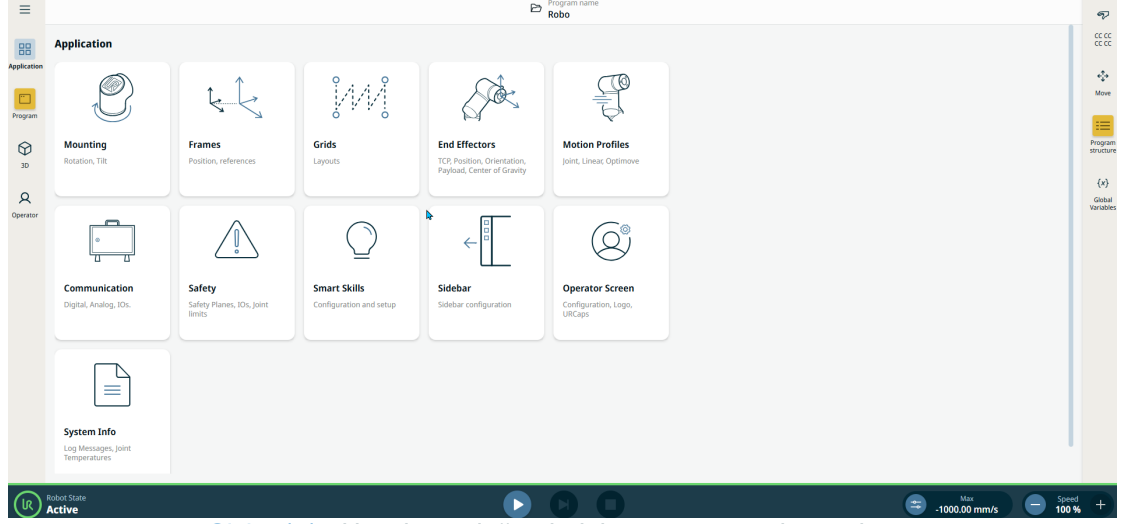 Program name
Robo
Application
Application
Program
3D
Operator
Mounting
Rotation, Tilt
Frames
Position, references
Grids
Layouts
End Effectors
TCP, Position, Orientation,
Payload, Center of Gravity
Motion Profiles
Joint, Linear, Optimove
Communication
Digital, Analog, IOs.
Safety
Safety Planes, IOs, Joint
limits
Smart Skills
Configuration and setup
Sidebar
Sidebar configuration
Operator Screen
Configuration, Logo,
URCaps
System Info
Log Messages, Joint
Temperatures
CC CC
CC CC
Move
Program
structure
{x}
Global
Variables
UR
Robot State
Active
Max
-1000.00 mm/s
Speed
100 %